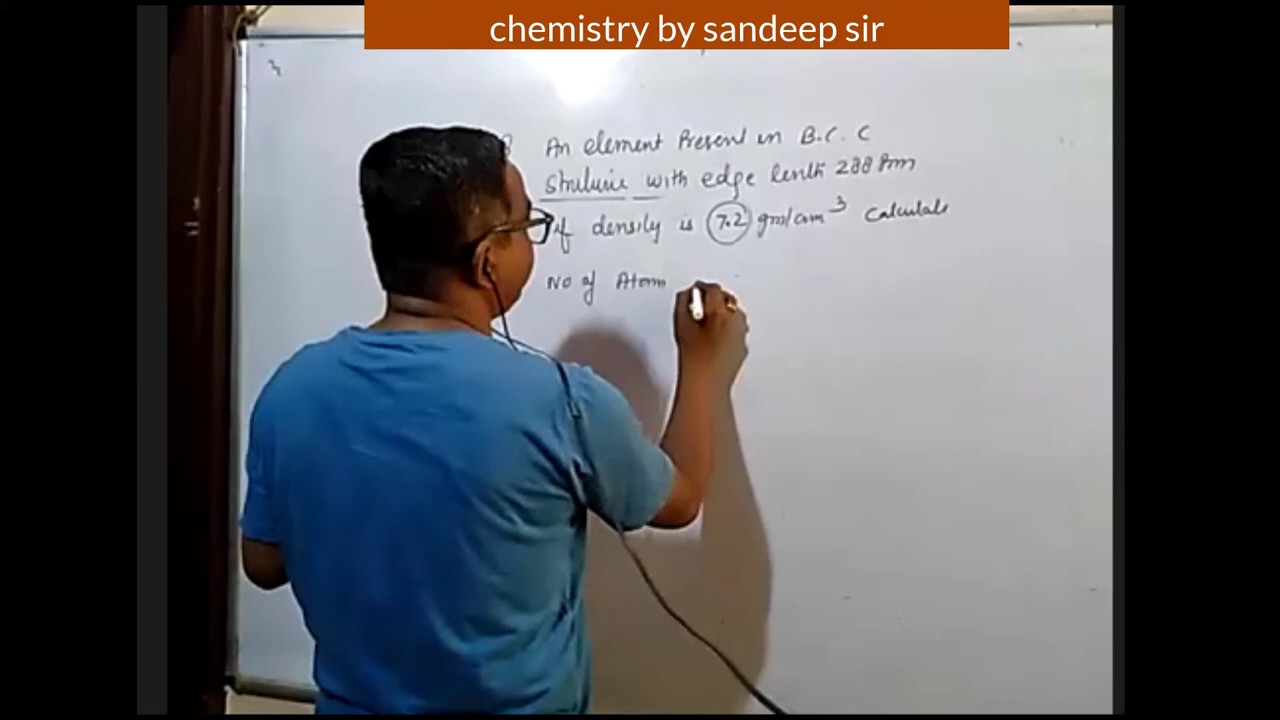 chemistry by sandeep sir
An element Present in B.C.C
Struture with edge lenth 288 Pm
if density is 7.2 gm/cm3 Calculate
No of Atom